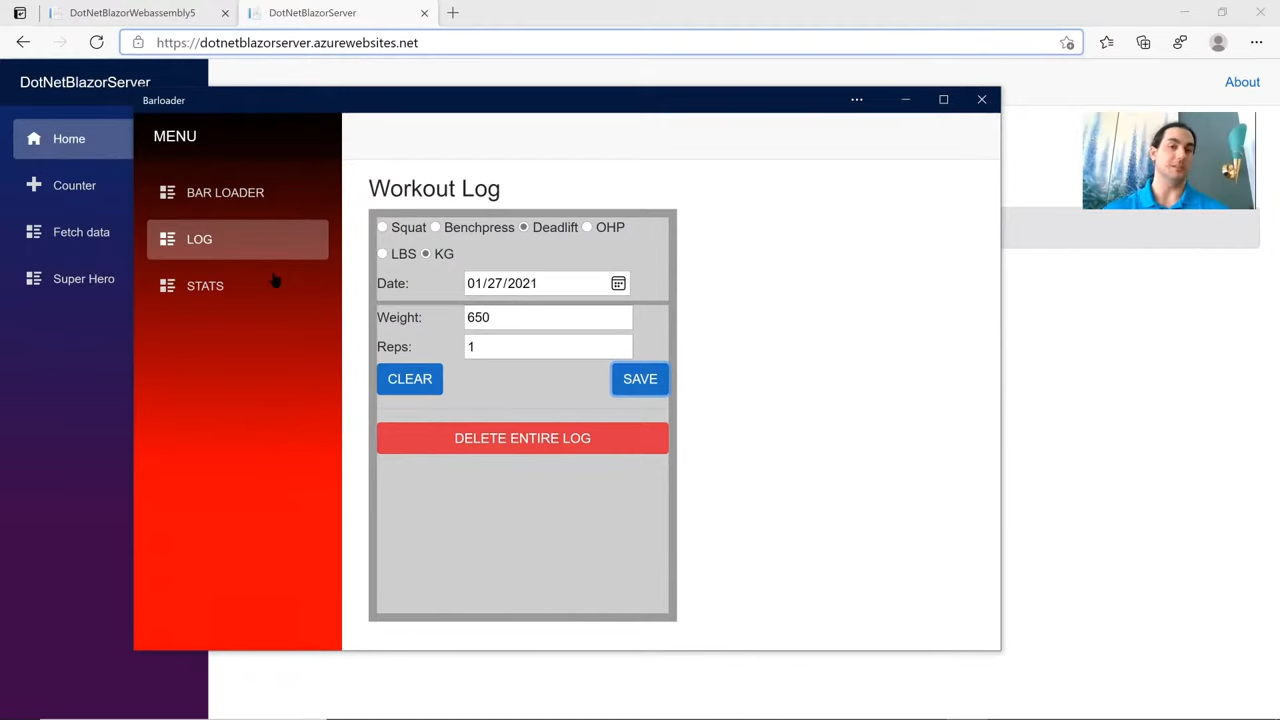 DotNetBlazorWebassembly5
DotNetBlazorServer
https://dotnetblazorserver.azurewebsites.net
DotNetBlazorServer
About
Home
Counter
Fetch data
Super Hero
Barloader
MENU
BAR LOADER
LOG
STATS
Workout Log
Squat Benchpress Deadlift OHP
LBS KG
Date: 01/27/2021
Weight: 650
Reps: 1
CLEAR SAVE
DELETE ENTIRE LOG